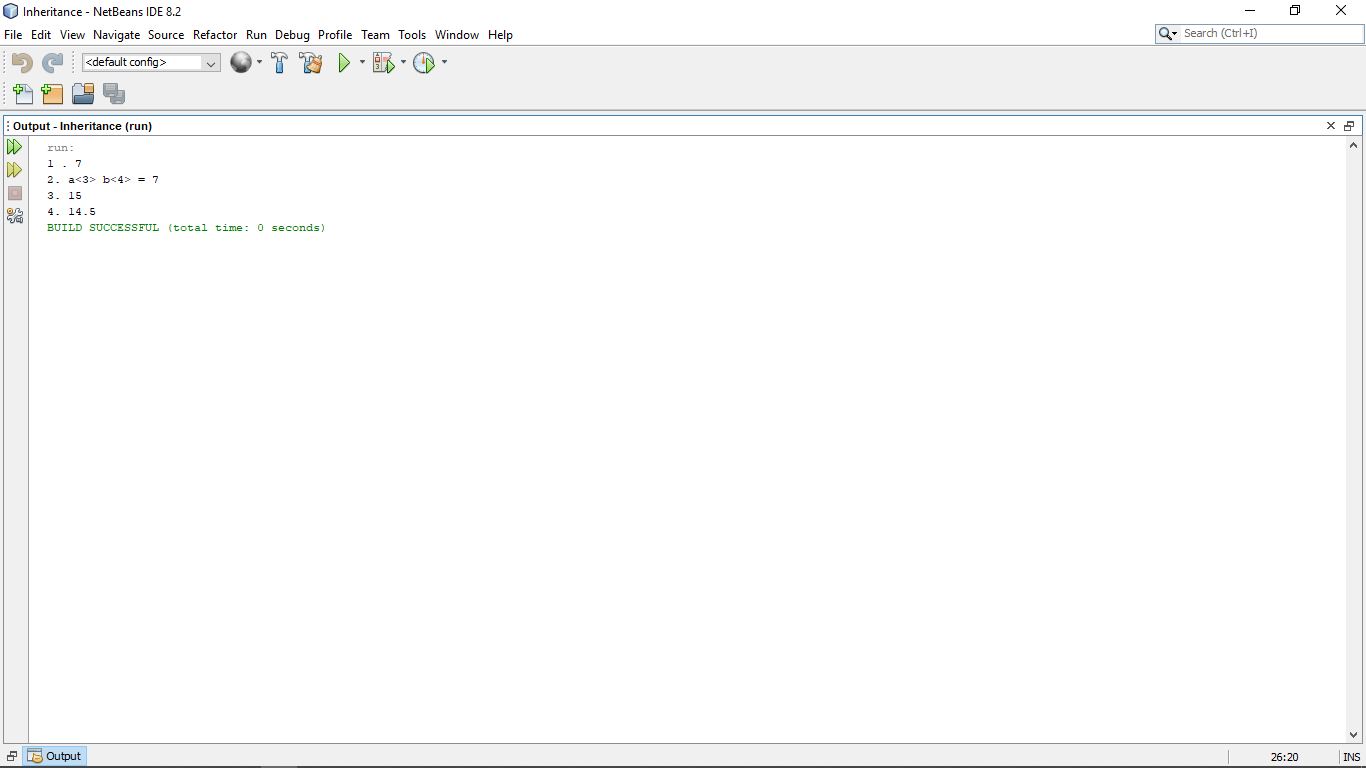 Inheritance - NetBeans IDE 8.2
File Edit View Navigate Source Refactor Run Debug Profile Team Tools Window Help
Search (Ctrl+I)
<default config>
Output - Inheritance (run)
run:
1 . 7
2. a<3> b<4> = 7
3. 15
4. 14.5
BUILD SUCCESSFUL (total time: 0 seconds)
Output
26:20
INS